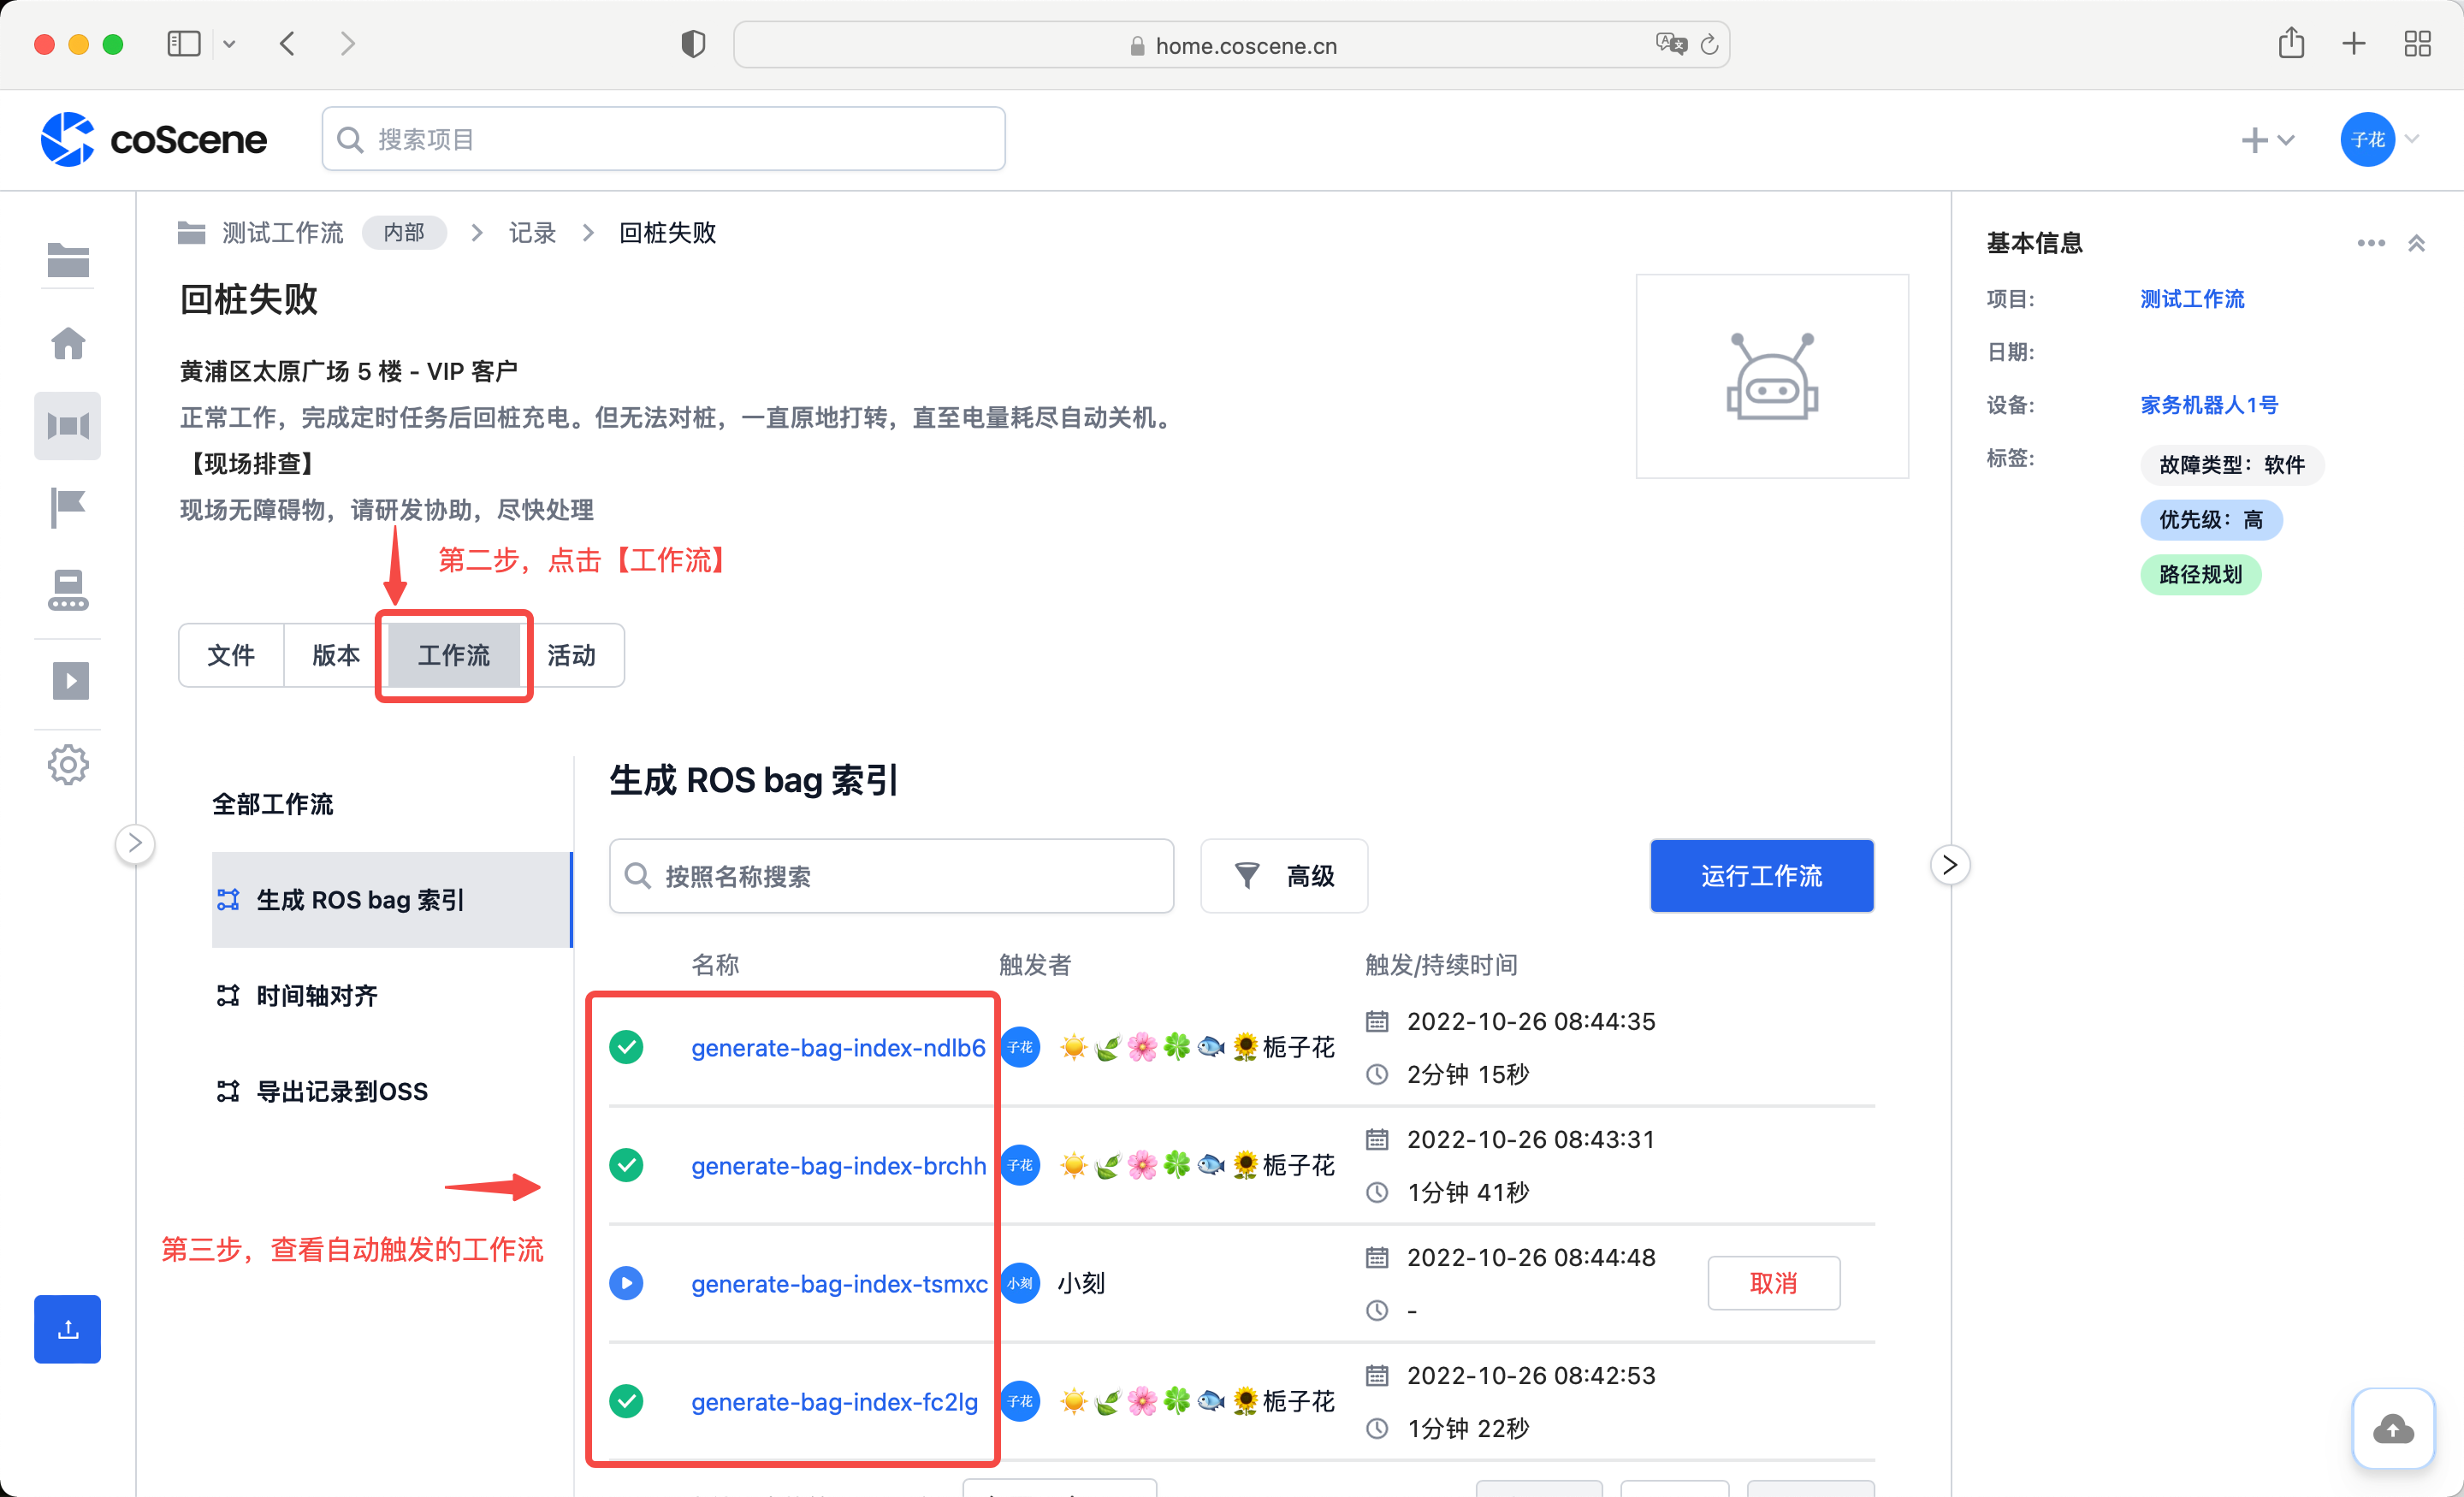 home.coscene.cn
coScene
搜索项目
子花
测试工作流 内部 > 记录 > 回桩失败
回桩失败
黄浦区太原广场 5 楼 - VIP 客户
正常工作，完成定时任务后回桩充电。但无法对桩，一直原地打转，直至电量耗尽自动关机。
【现场排查】
现场无障碍物，请研发协助，尽快处理
第二步，点击【工作流】
文件 版本 工作流 活动
全部工作流
生成 ROS bag 索引
时间轴对齐
导出记录到OSS
第三步，查看自动触发的工作流
生成 ROS bag 索引
按照名称搜索
高级
运行工作流
名称 触发者 触发/持续时间
generate-bag-index-ndlb6 子花 ☀️🍃🌸🍀🐟🌻栀子花 2022-10-26 08:44:35
2分钟 15秒
generate-bag-index-brchh 子花 ☀️🍃🌸🍀🐟🌻栀子花 2022-10-26 08:43:31
1分钟 41秒
generate-bag-index-tsmxc 小刻 小刻 2022-10-26 08:44:48
-
取消
generate-bag-index-fc2lg 子花 ☀️🍃🌸🍀🐟🌻栀子花 2022-10-26 08:42:53
1分钟 22秒
基本信息
项目: 测试工作流
日期:
设备: 家务机器人1号
标签: 故障类型：软件
优先级：高
路径规划